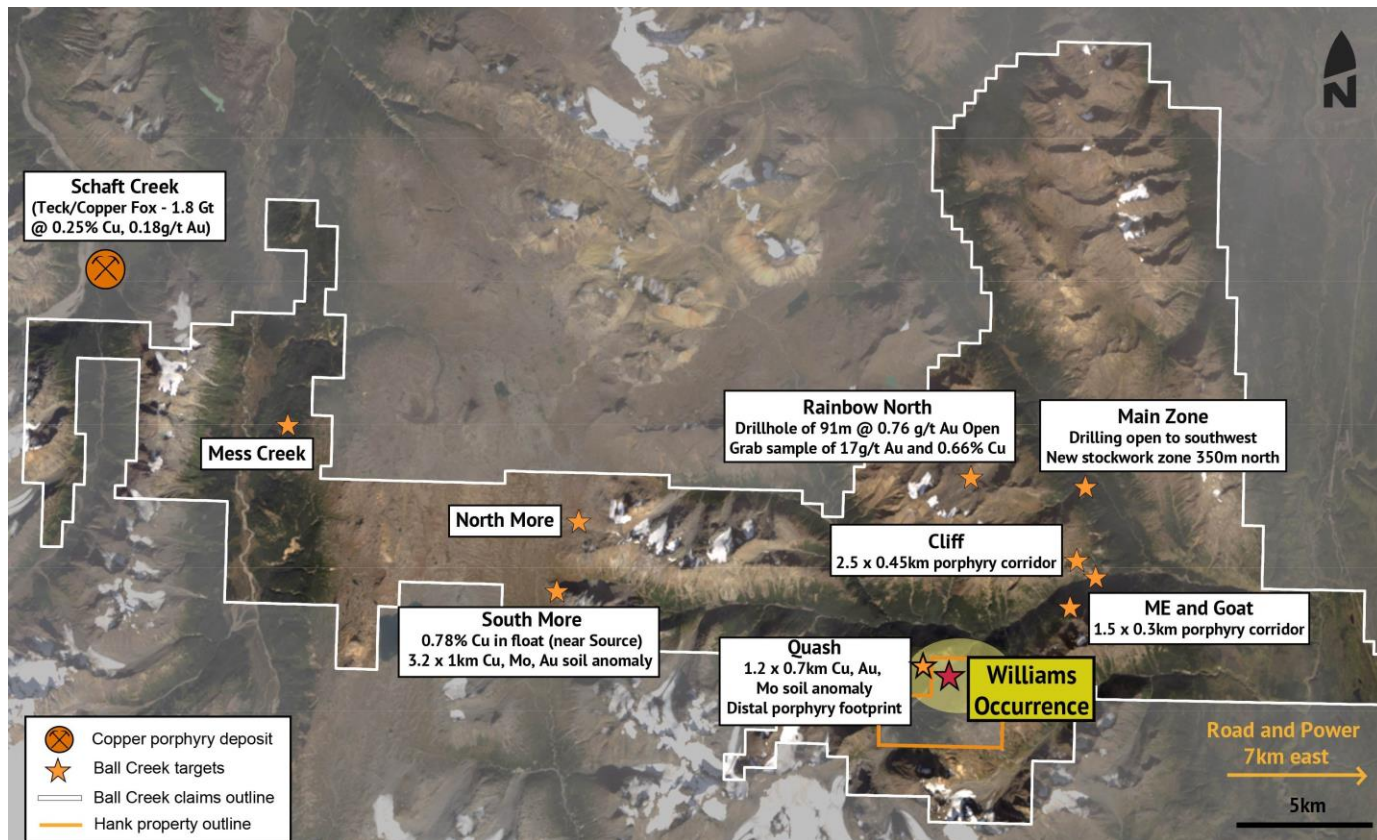 N
Schaft Creek
(Teck/Copper Fox - 1.8 Gt
@ 0.25% Cu, 0.18g/t Au)
Mess Creek
Rainbow North
Drillhole of 91m @ 0.76 g/t Au Open
Grab sample of 17g/t Au and 0.66% Cu
Main Zone
Drilling open to southwest
New stockwork zone 350m north
North More
Cliff
2.5 x 0.45km porphyry corridor
South More
0.78% Cu in float (near Source)
3.2 x 1km Cu, Mo, Au soil anomaly
ME and Goat
1.5 x 0.3km porphyry corridor
Quash
1.2 x 0.7km Cu, Au,
Mo soil anomaly
Distal porphyry footprint
Williams
Occurrence
Road and Power
7km east
5km
Copper porphyry deposit
Ball Creek targets
Ball Creek claims outline
Hank property outline